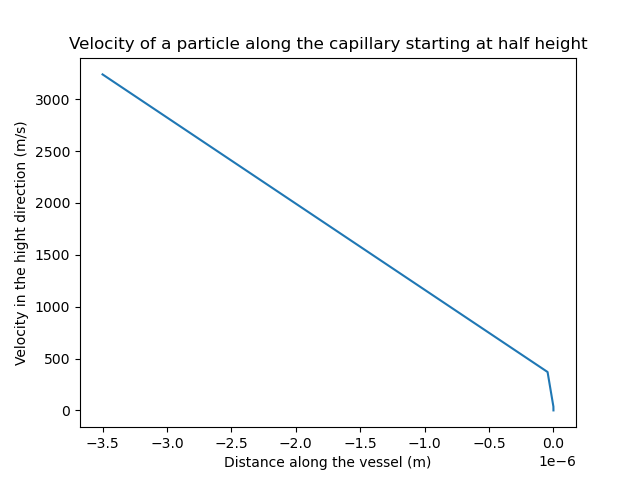 Velocity of a particle along the capillary starting at half height
Velocity in the hight direction (m/s)
3000
2500
2000
1500
1000
500
0
−3.5 −3.0 −2.5 −2.0 −1.5 −1.0 −0.5 0.0
1e−6
Distance along the vessel (m)